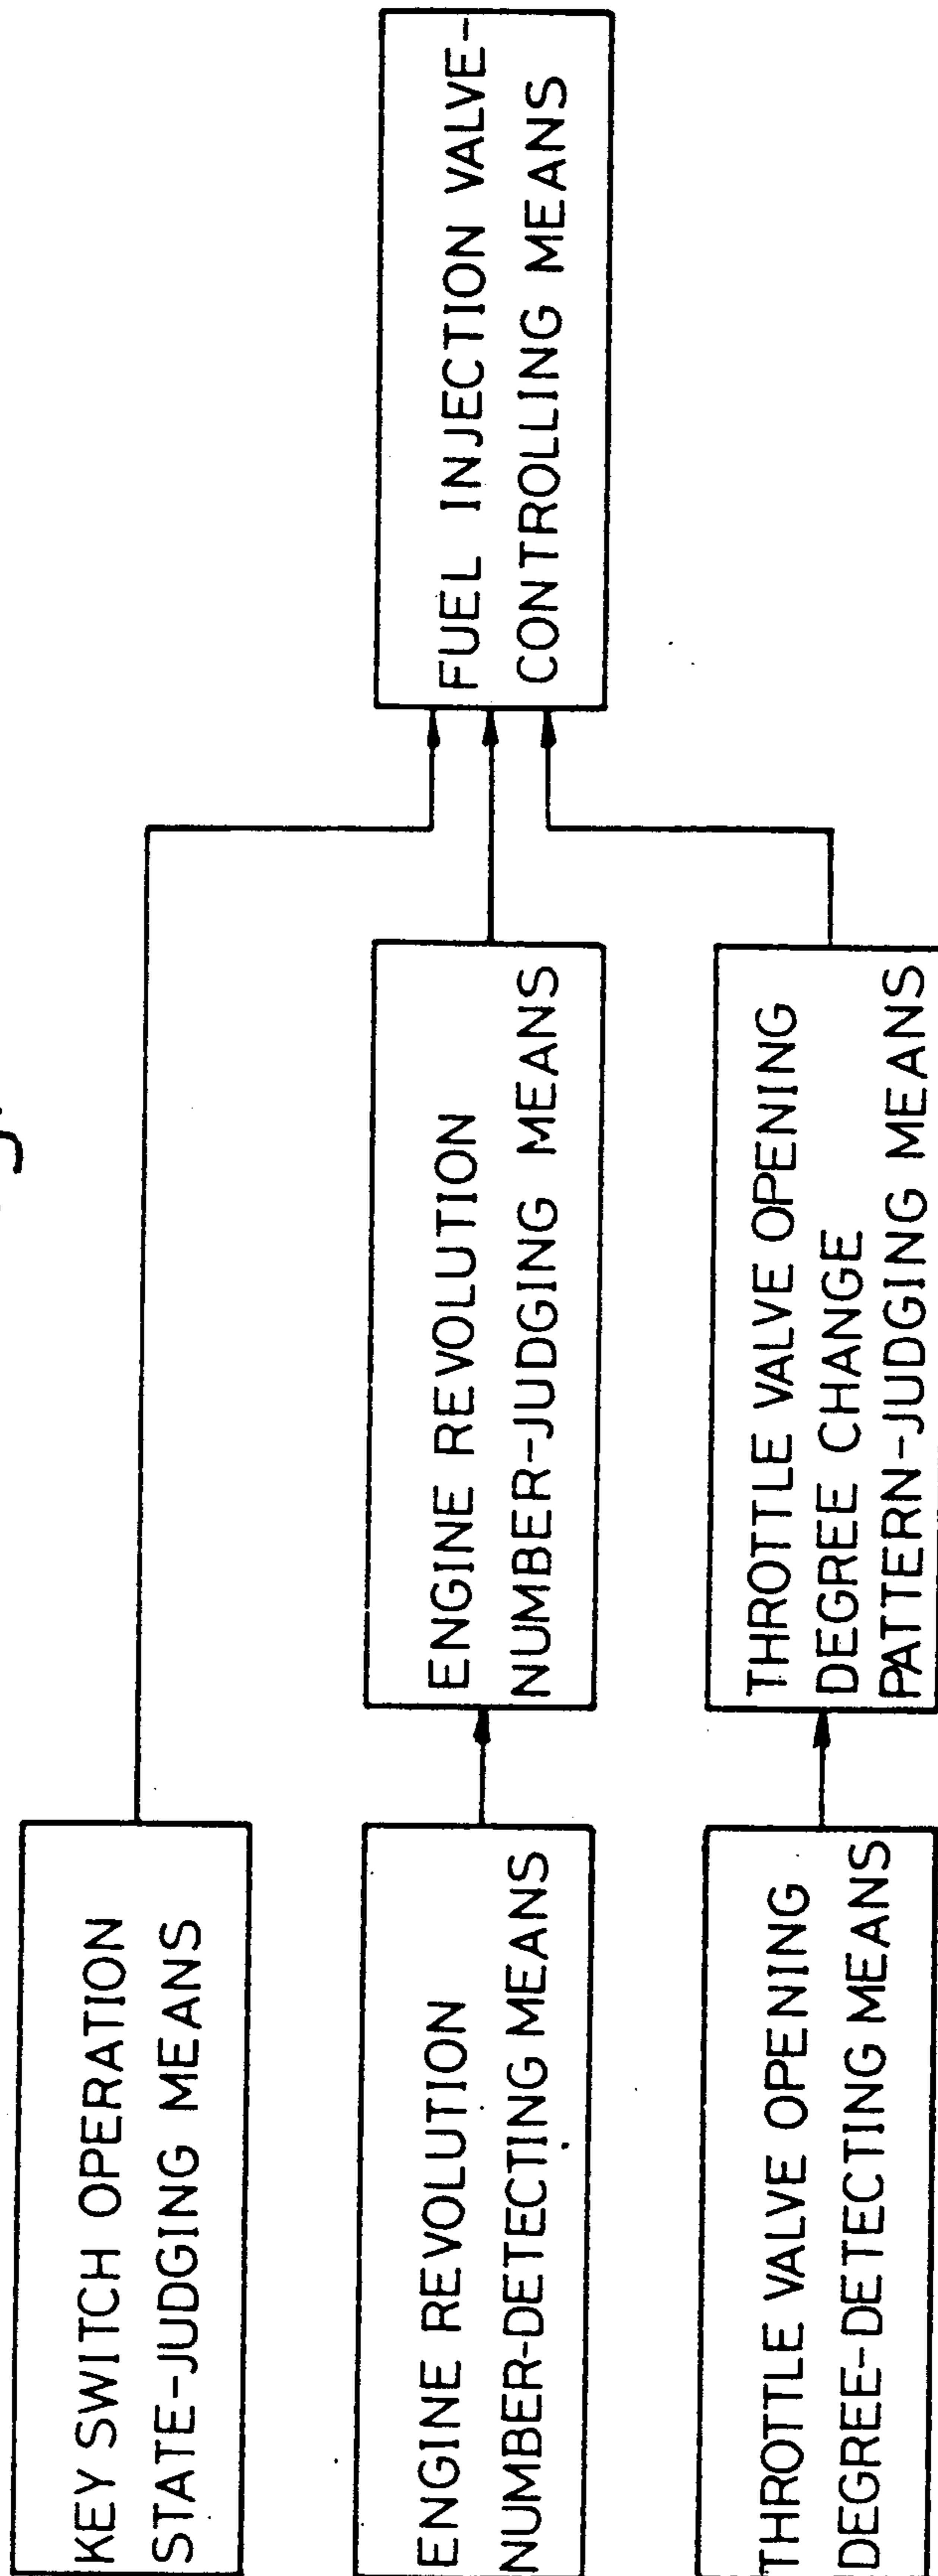 KEY SWITCH OPERATION
STATE-JUDGING MEANS
ENGINE REVOLUTION
NUMBER-DETECTING MEANS
THROTTLE VALVE OPENING
DEGREE-DETECTING MEANS
ENGINE REVOLUTION
NUMBER-JUDGING MEANS
THROTTLE VALVE OPENING
DEGREE CHANGE
PATTERN-JUDGING MEANS
FUEL INJECTION VALVE-
CONTROLLING MEANS